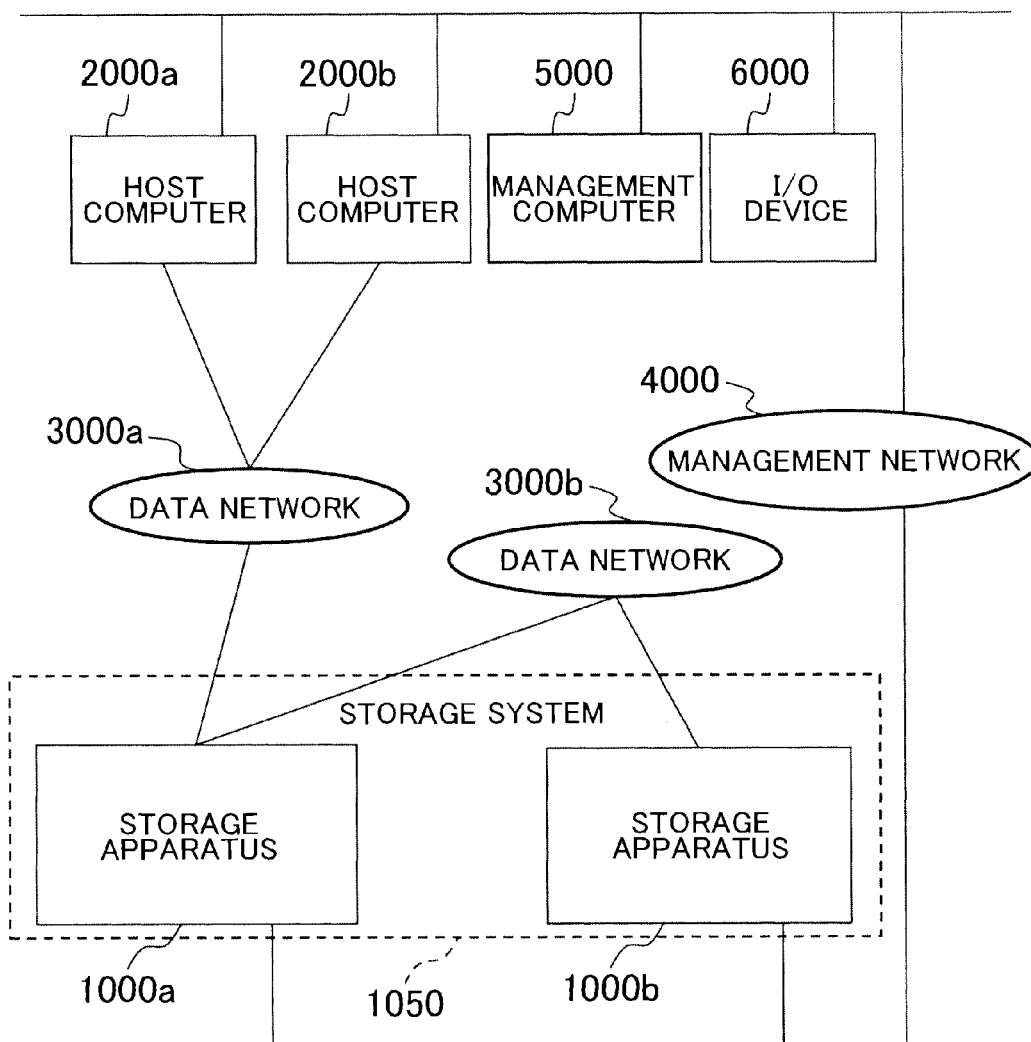 2000a
2000b
5000
6000
HOST
COMPUTER
HOST
COMPUTER
MANAGEMENT
COMPUTER
I/O
DEVICE
4000
3000a
MANAGEMENT NETWORK
3000b
DATA NETWORK
DATA NETWORK
STORAGE SYSTEM
STORAGE
APPARATUS
STORAGE
APPARATUS
1000a
1050
1000b